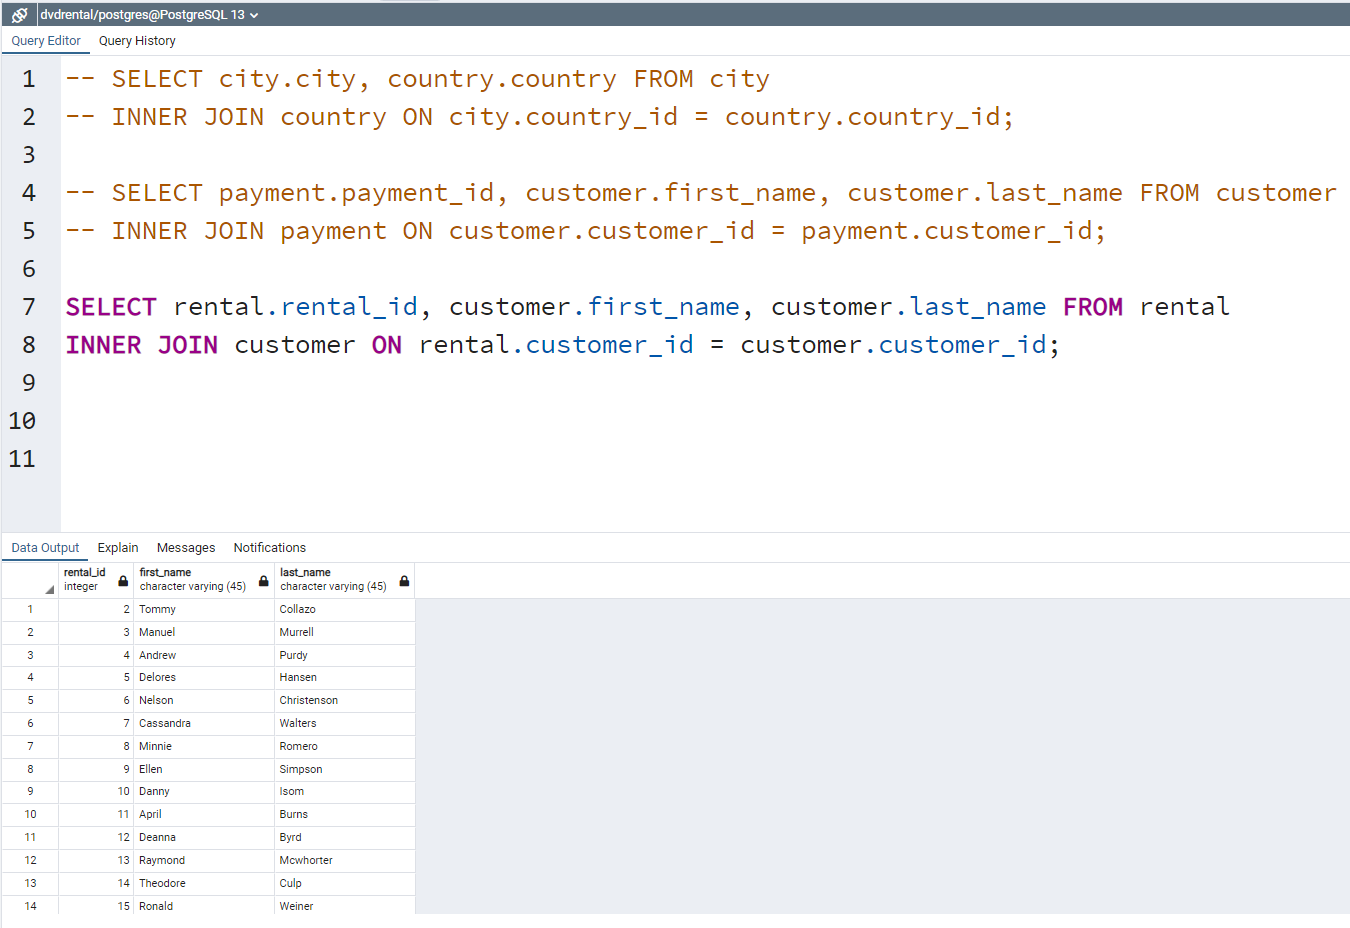 dvdrental/postgres@PostgreSQL 13
Query Editor Query History
1 -- SELECT city.city, country.country FROM city
2 -- INNER JOIN country ON city.country_id = country.country_id;
3
4 -- SELECT payment.payment_id, customer.first_name, customer.last_name FROM customer
5 -- INNER JOIN payment ON customer.customer_id = payment.customer_id;
6
7 SELECT rental.rental_id, customer.first_name, customer.last_name FROM rental
8 INNER JOIN customer ON rental.customer_id = customer.customer_id;
9
10
11
Data Output Explain Messages Notifications
rental_id first_name last_name
integer character varying (45) character varying (45)
1 2 Tommy Collazo
2 3 Manuel Murrell
3 4 Andrew Purdy
4 5 Delores Hansen
5 6 Nelson Christenson
6 7 Cassandra Walters
7 8 Minnie Romero
8 9 Ellen Simpson
9 10 Danny Isom
10 11 April Burns
11 12 Deanna Byrd
12 13 Raymond Mcwhorter
13 14 Theodore Culp
14 15 Ronald Weiner